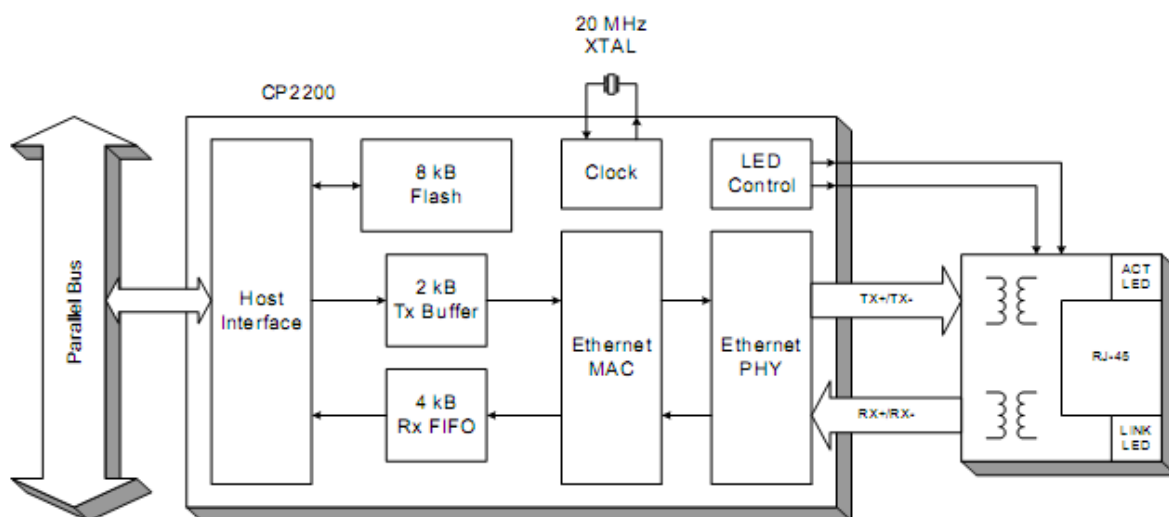 20 MHz
XTAL
CP2200
8 kB
Flash
Clock
LED
Control
Parallel Bus
Host
Interface
2 kB
Tx Buffer
4 kB
Rx FIFO
Ethernet
MAC
Ethernet
PHY
TX+/TX-
RX+/RX-
ACT
LED
RJ-45
LINK
LED